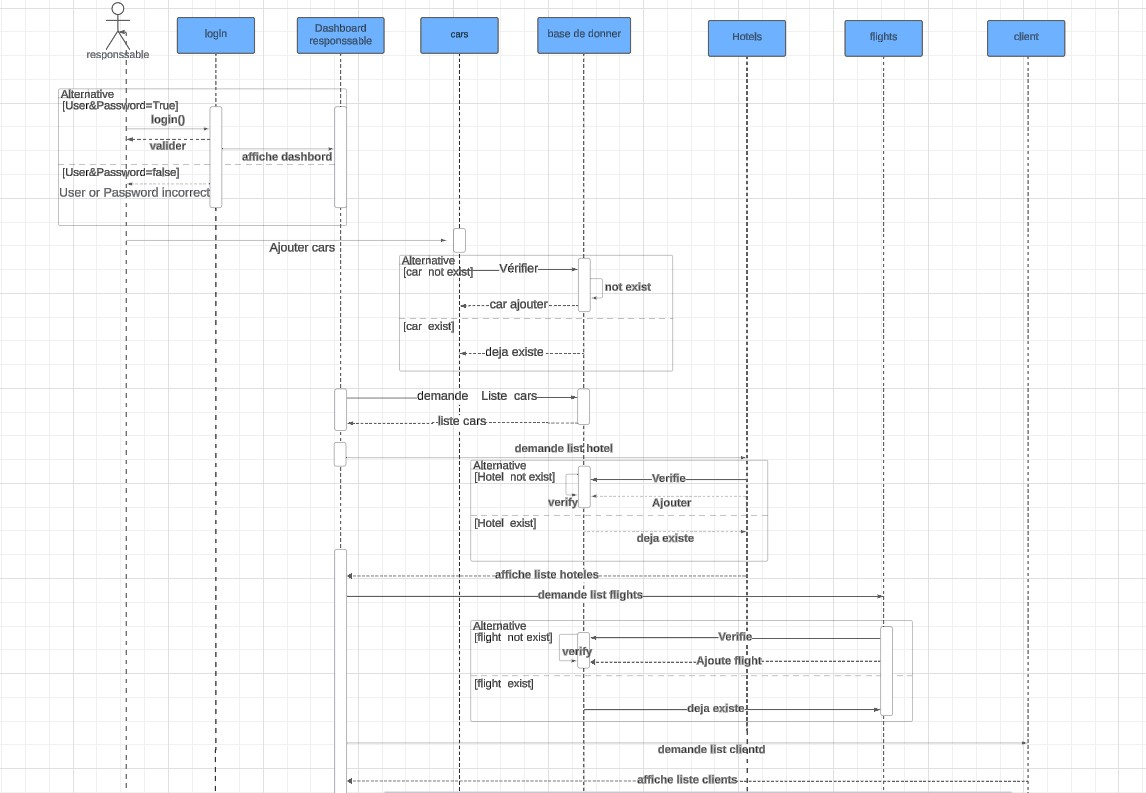 responssable
login
Dashboard
responssable
cars
base de donner
Hotels
flights
client
Alternative
[User&Password=True]
login()
valider
affiche dashbord
[User&Password=false]
User or Password incorrect
Ajouter cars
Alternative
[car not exist]
Vérifier
not exist
car ajouter
[car exist]
deja existe
demande Liste cars
liste cars
demande list hotel
Alternative
[Hotel not exist]
Verifie
verify
Ajouter
[Hotel exist]
deja existe
affiche liste hoteles
demande list flights
Alternative
[flight not exist]
Verifie
verify
Ajoute flight
[flight exist]
deja existe
demande list clientd
affiche liste clients